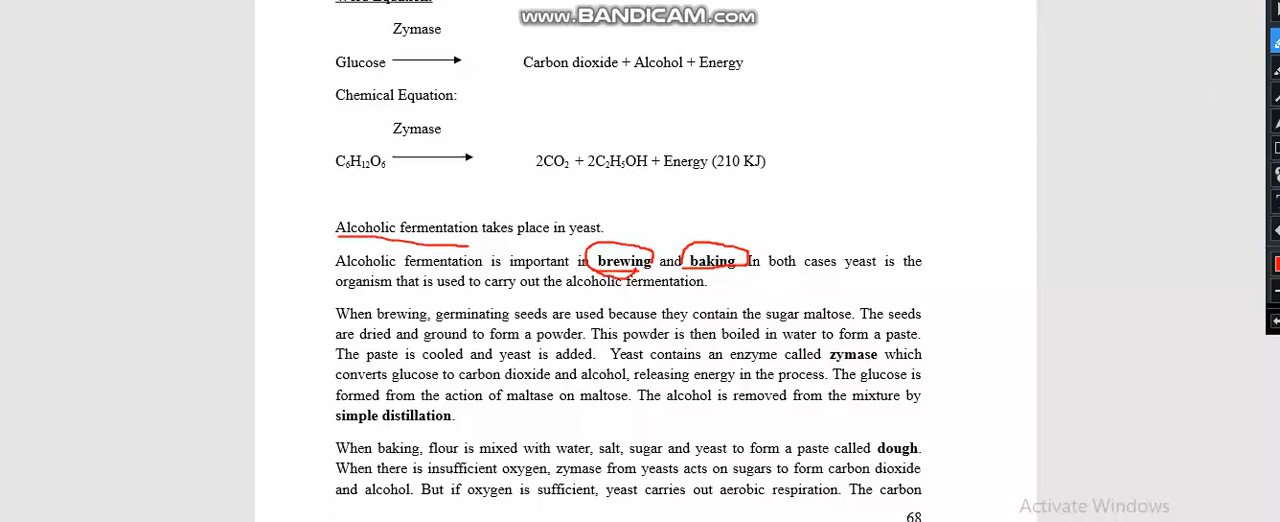 www.BANDICAM.com
Zymase
Glucose Carbon dioxide + Alcohol + Energy
Chemical Equation:
Zymase
C₆H₁₂O₆ 2CO₂ + 2C₂H₅OH + Energy (210 KJ)
Alcoholic fermentation takes place in yeast.
Alcoholic fermentation is important in brewing and baking. In both cases yeast is the
organism that is used to carry out the alcoholic fermentation.
When brewing, germinating seeds are used because they contain the sugar maltose. The seeds
are dried and ground to form a powder. This powder is then boiled in water to form a paste.
The paste is cooled and yeast is added. Yeast contains an enzyme called zymase which
converts glucose to carbon dioxide and alcohol, releasing energy in the process. The glucose is
formed from the action of maltase on maltose. The alcohol is removed from the mixture by
simple distillation.
When baking, flour is mixed with water, salt, sugar and yeast to form a paste called dough.
When there is insufficient oxygen, zymase from yeasts acts on sugars to form carbon dioxide
and alcohol. But if oxygen is sufficient, yeast carries out aerobic respiration. The carbon
68
Activate Windows